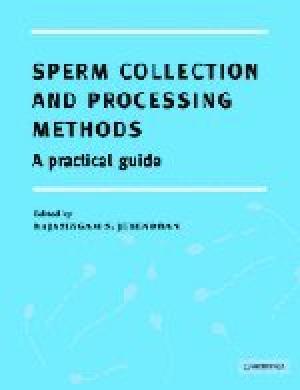 SPERM COLLECTION
AND PROCESSING
METHODS
A practical guide
Edited by
CAMBRIDGE